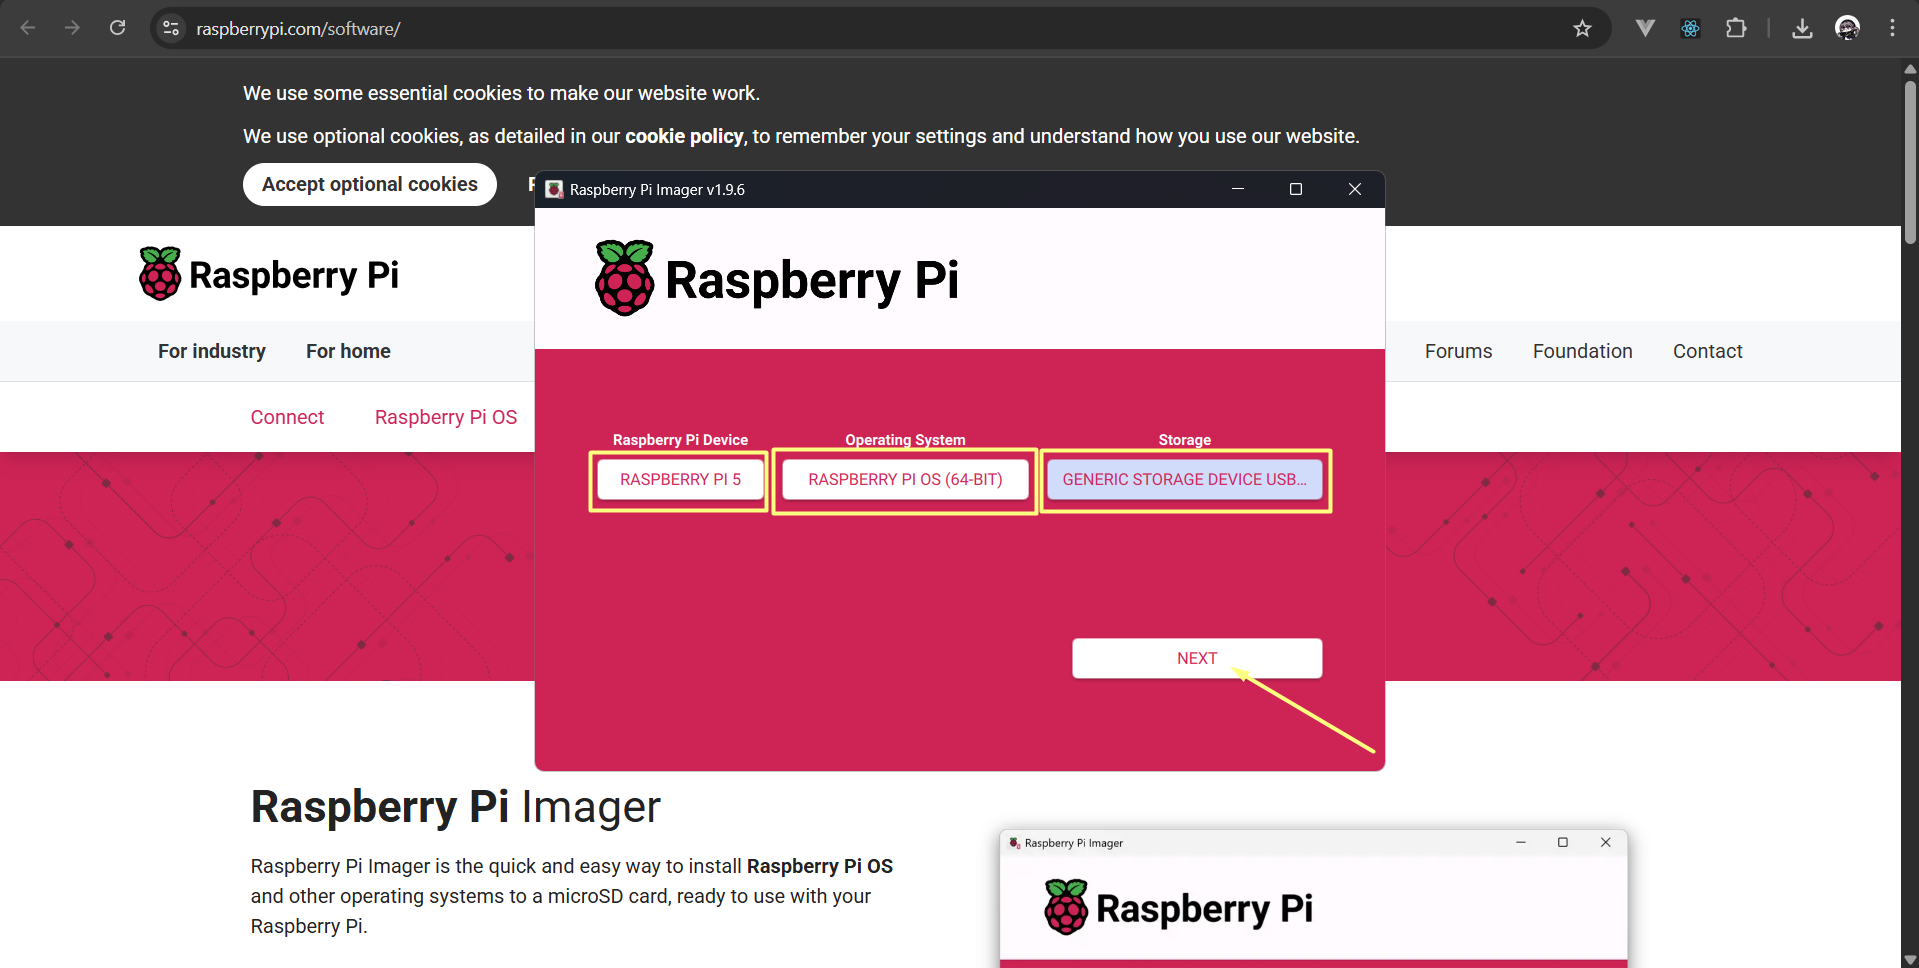 raspberrypi.com/software/
We use some essential cookies to make our website work.
We use optional cookies, as detailed in our cookie policy, to remember your settings and understand how you use our website.
Accept optional cookies
Raspberry Pi Imager v1.9.6
Raspberry Pi
Raspberry Pi
For industry
For home
Forums
Foundation
Contact
Connect
Raspberry Pi OS
Raspberry Pi Device
Operating System
Storage
RASPBERRY PI 5
RASPBERRY PI OS (64-BIT)
GENERIC STORAGE DEVICE USB...
NEXT
Raspberry Pi Imager
Raspberry Pi Imager is the quick and easy way to install Raspberry Pi OS
and other operating systems to a microSD card, ready to use with your
Raspberry Pi.
Raspberry Pi Imager
Raspberry Pi